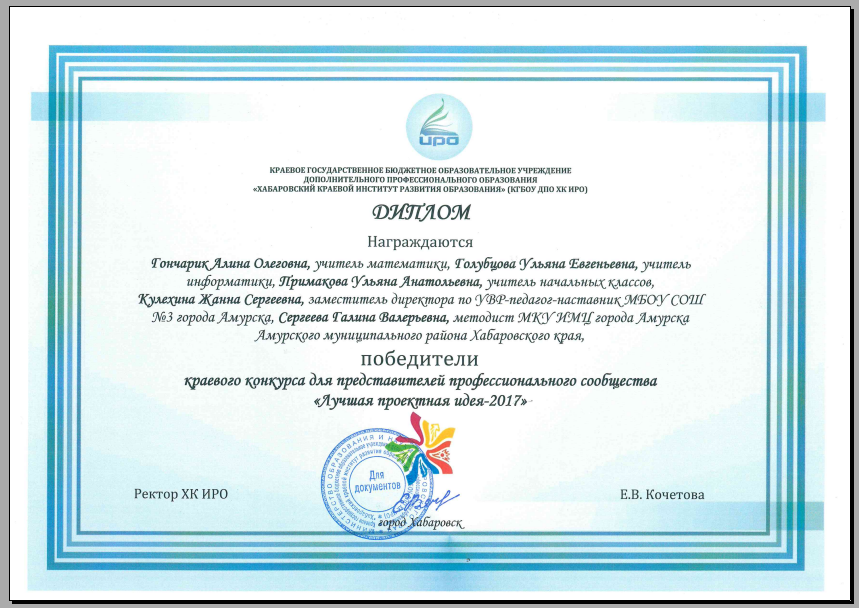 иро
КРАЕВОЕ ГОСУДАРСТВЕННОЕ БЮДЖЕТНОЕ ОБРАЗОВАТЕЛЬНОЕ УЧРЕЖДЕНИЕ
ДОПОЛНИТЕЛЬНОГО ПРОФЕССИОНАЛЬНОГО ОБРАЗОВАНИЯ
«ХАБАРОВСКИЙ КРАЕВОЙ ИНСТИТУТ РАЗВИТИЯ ОБРАЗОВАНИЯ» (КГБОУ ДПО ХК ИРО)
ДИПЛОМ
Награждаются
Гончарик Алина Олеговна, учитель математики, Голубцова Ульяна Евгеньевна, учитель
информатики, Примакова Ульяна Анатольевна, учитель начальных классов,
Кулехина Жанна Сергеевна, заместитель директора по УВР-педагог-наставник МБОУ СОШ
№3 города Амурска, Сергеева Галина Валерьевна, методист МКУ ИМЦ города Амурска
Амурского муниципального района Хабаровского края,
победители
краевого конкурса для представителей профессионального сообщества
«Лучшая проектная идея-2017»
Для
документов
Ректор ХК ИРО
Е.В. Кочетова
город Хабаровск